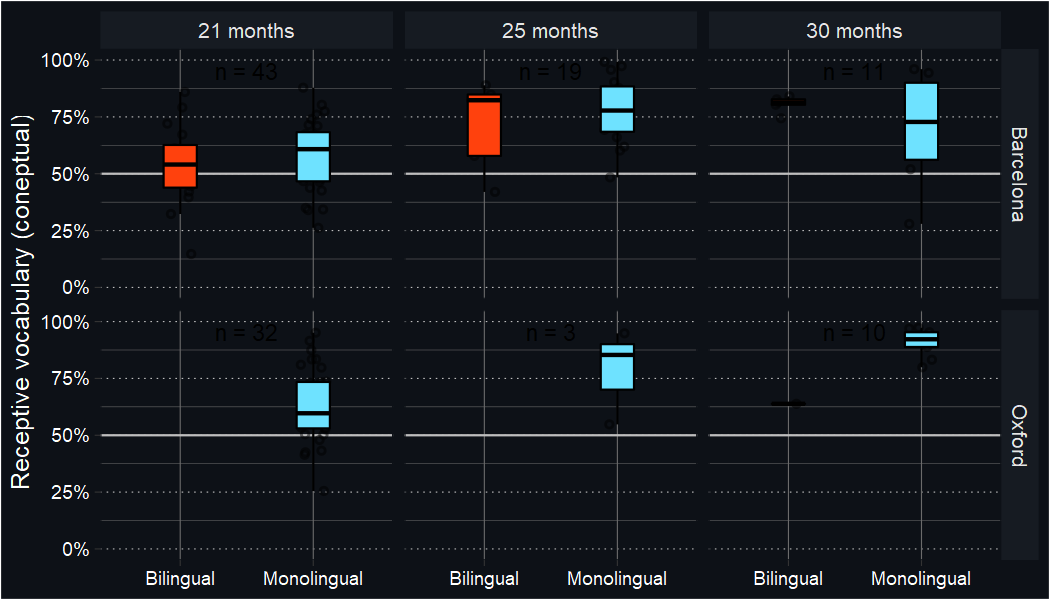 21 months
25 months
30 months
Receptive vocabulary (coneptual)
100%
75%
50%
25%
0%
n = 43
n = 19
n = 11
Barcelona
100%
75%
50%
25%
0%
n = 32
n = 3
n = 10
Oxford
Bilingual
Monolingual
Bilingual
Monolingual
Bilingual
Monolingual